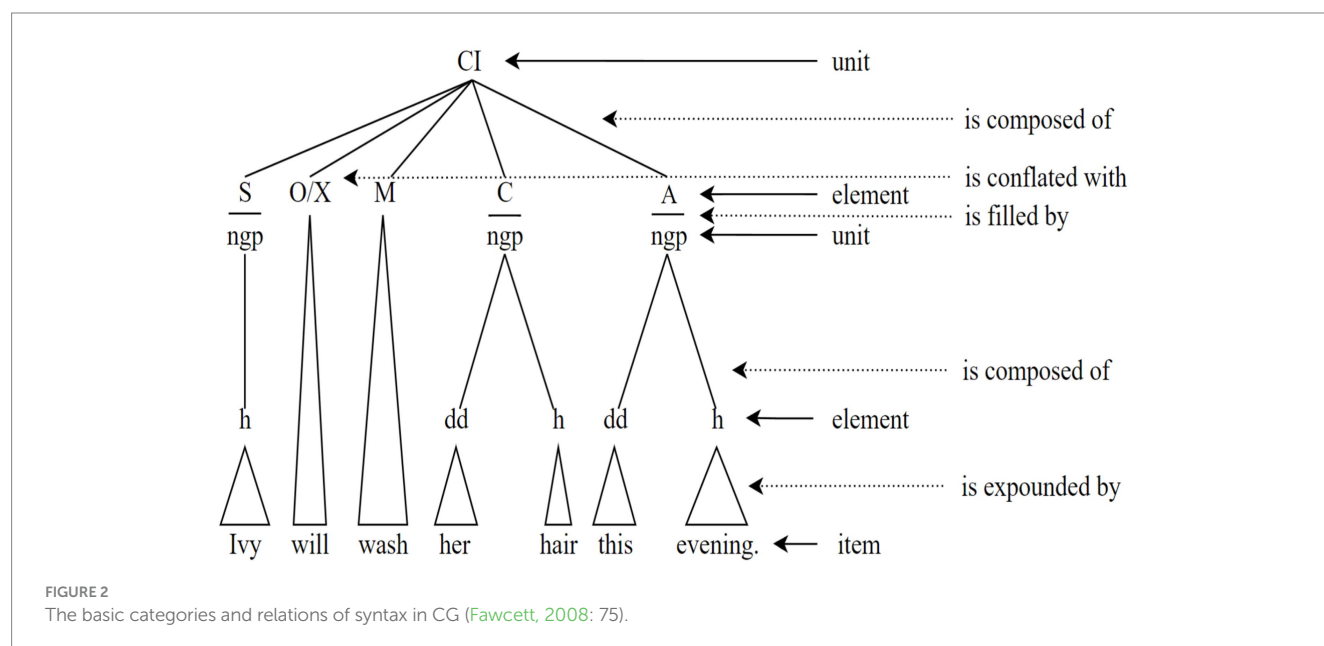 CI unit
is composed of
is conflated with
S O/X M C A element
is filled by
ngp ngp ngp unit
is composed of
h dd h dd h element
is expounded by
Ivy will wash her hair this evening. item
FIGURE 2
The basic categories and relations of syntax in CG (Fawcett, 2008: 75).